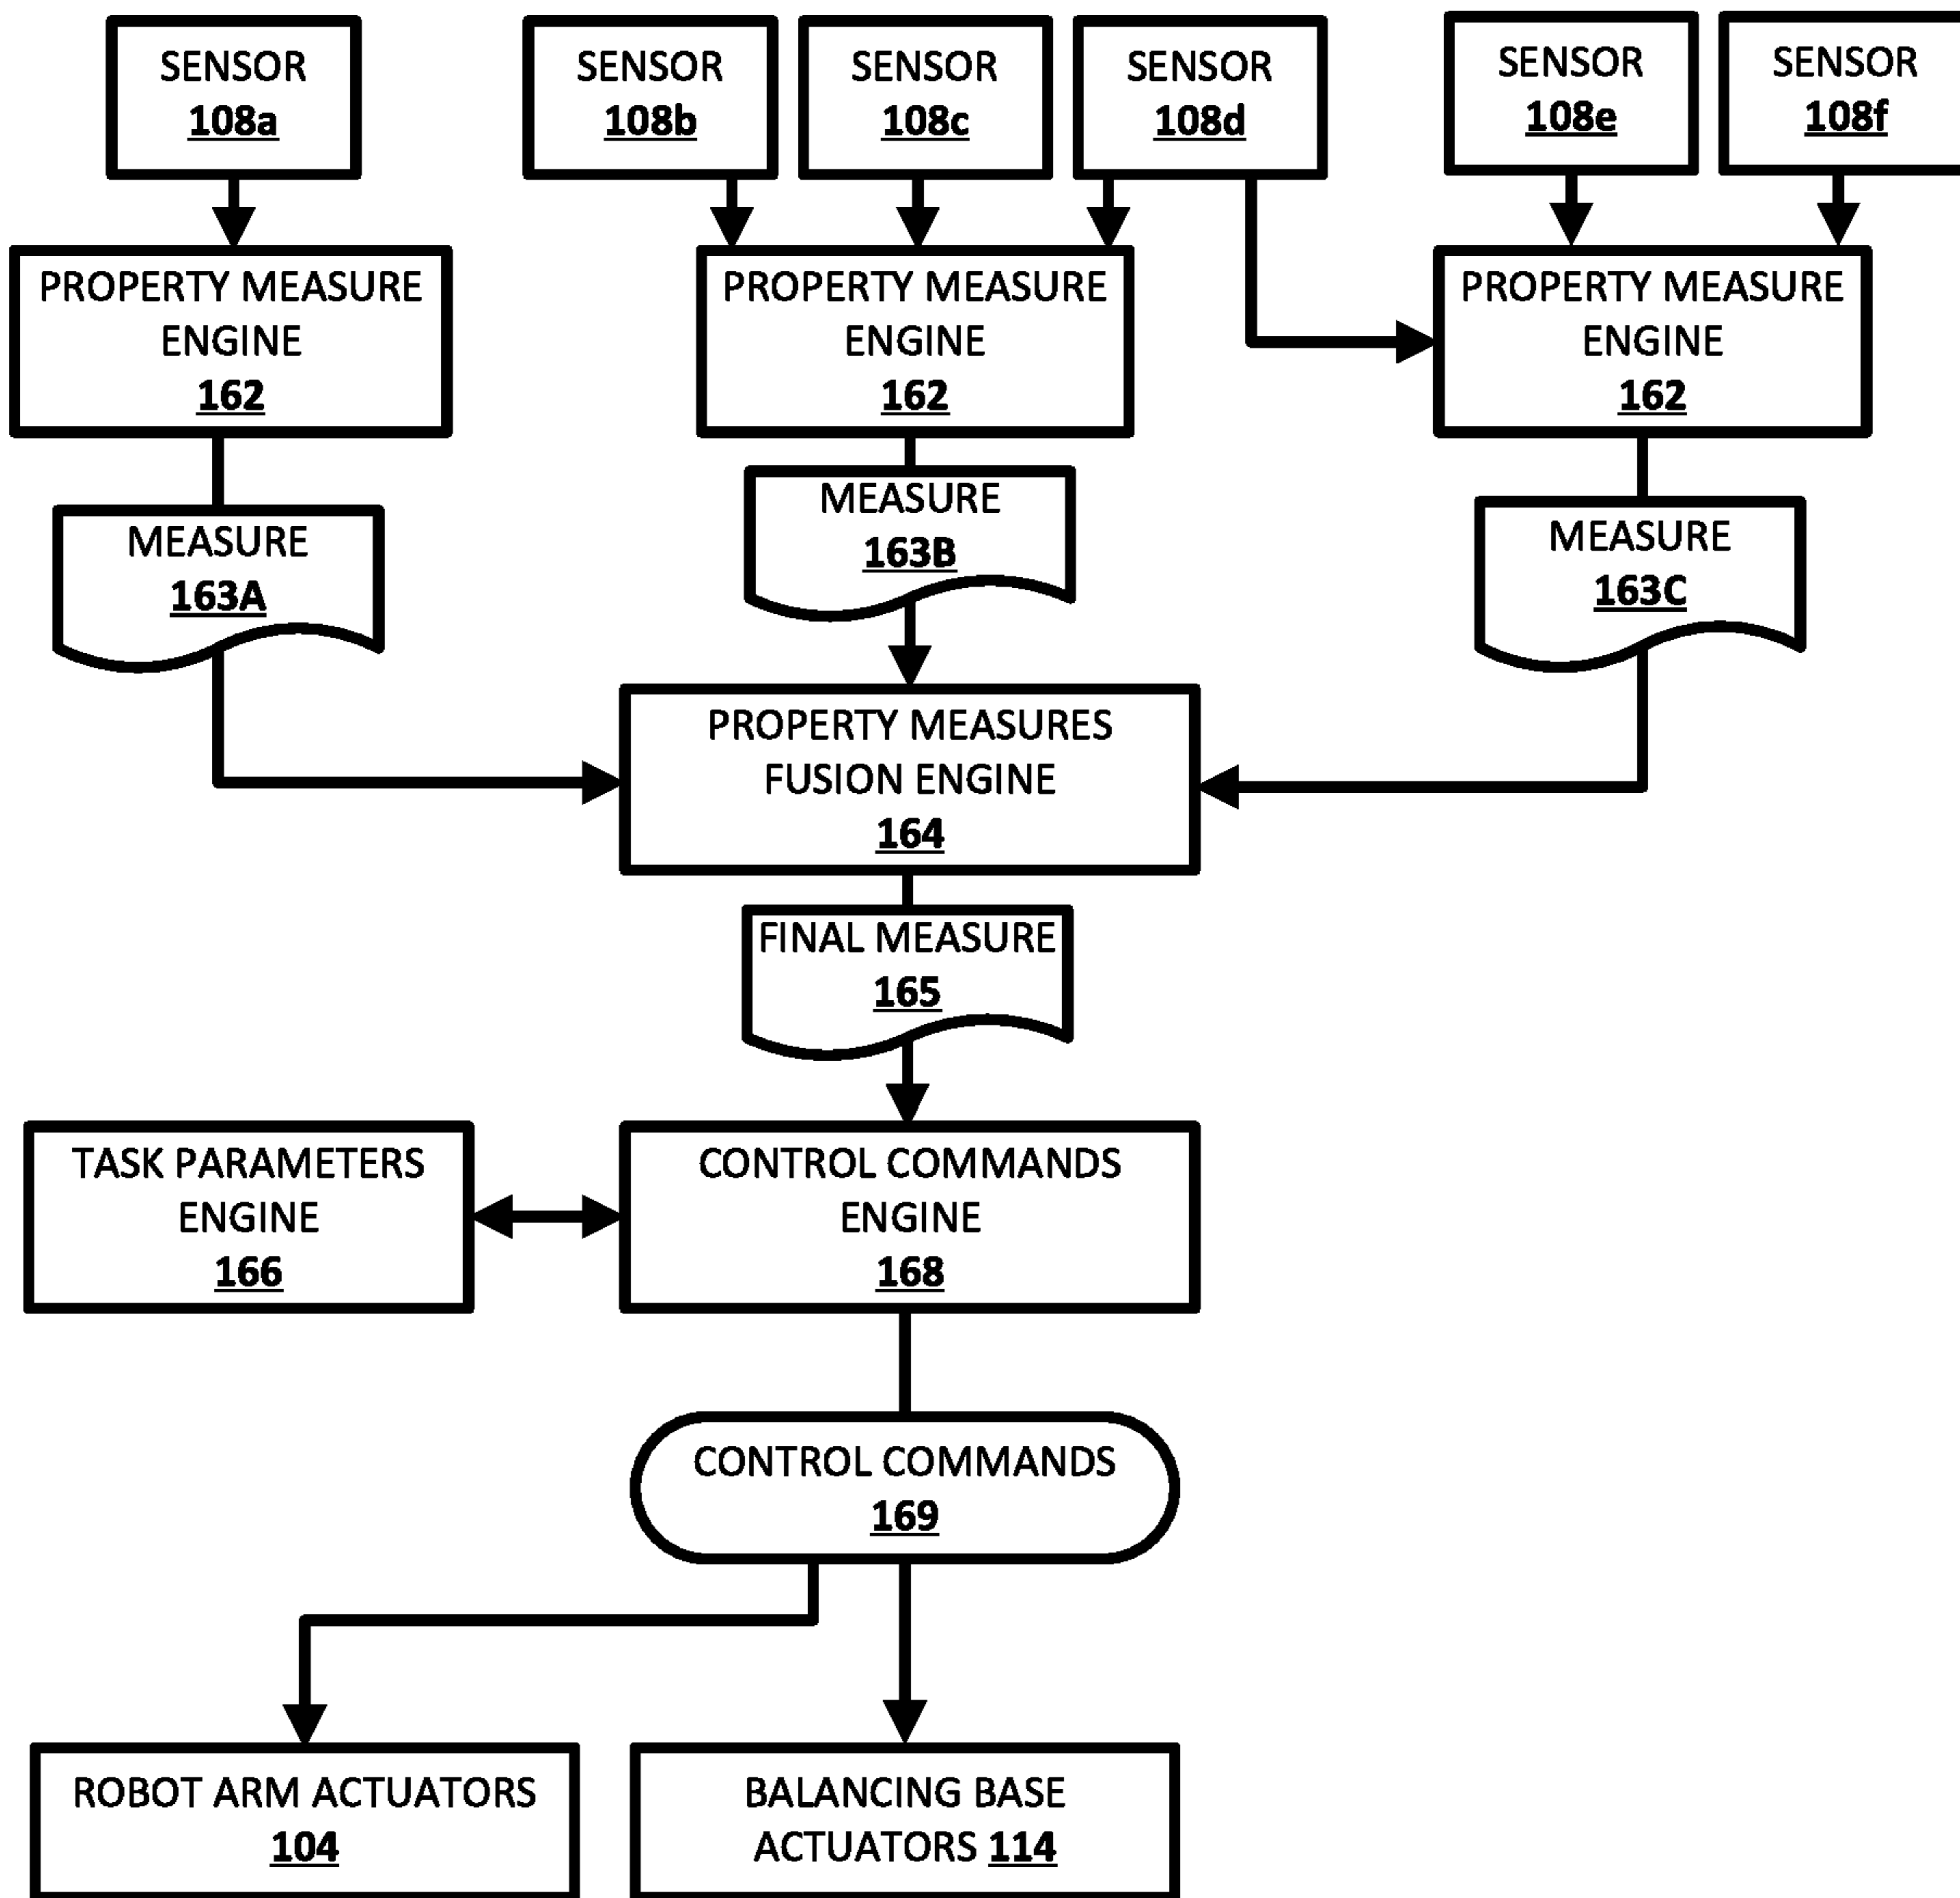 SENSOR
108a
SENSOR
108b
SENSOR
108c
SENSOR
108d
SENSOR
108e
SENSOR
108f
PROPERTY MEASURE
ENGINE
162
PROPERTY MEASURE
ENGINE
162
PROPERTY MEASURE
ENGINE
162
MEASURE
163A
MEASURE
163B
MEASURE
163C
PROPERTY MEASURES
FUSION ENGINE
164
FINAL MEASURE
165
TASK PARAMETERS
ENGINE
166
CONTROL COMMANDS
ENGINE
168
CONTROL COMMANDS
169
ROBOT ARM ACTUATORS
104
BALANCING BASE
ACTUATORS 114